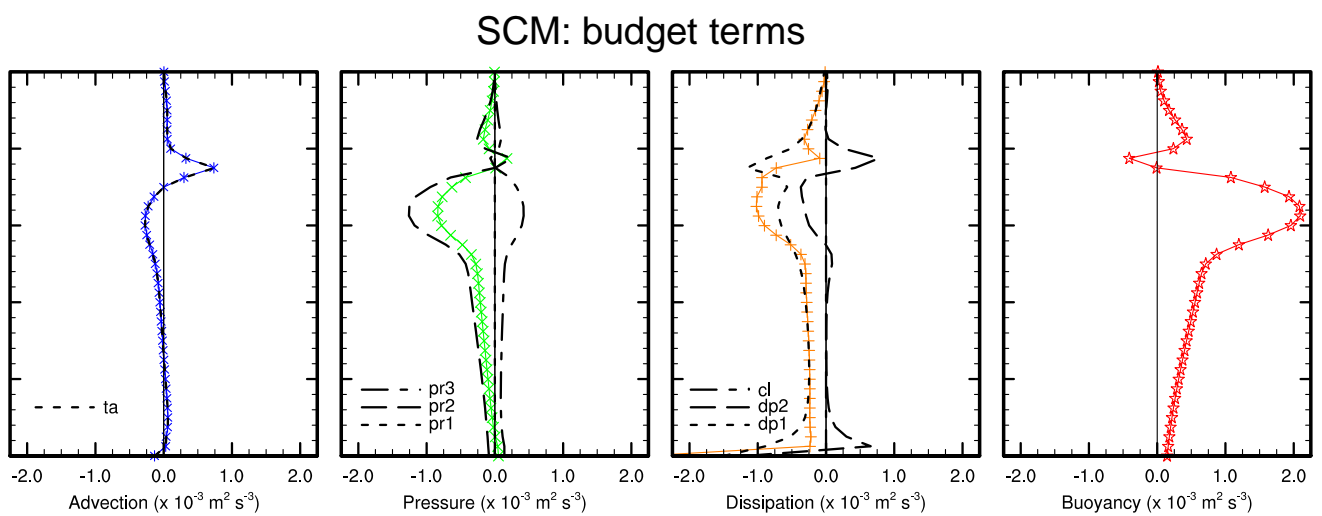 SCM: budget terms
ta
-2.0 -1.0 0.0 1.0 2.0
Advection (x 10⁻³ m² s⁻³)
pr3
pr2
pr1
-2.0 -1.0 0.0 1.0 2.0
Pressure (x 10⁻³ m² s⁻³)
cl
dp2
dp1
-2.0 -1.0 0.0 1.0 2.0
Dissipation (x 10⁻³ m² s⁻³)
-2.0 -1.0 0.0 1.0 2.0
Buoyancy (x 10⁻³ m² s⁻³)